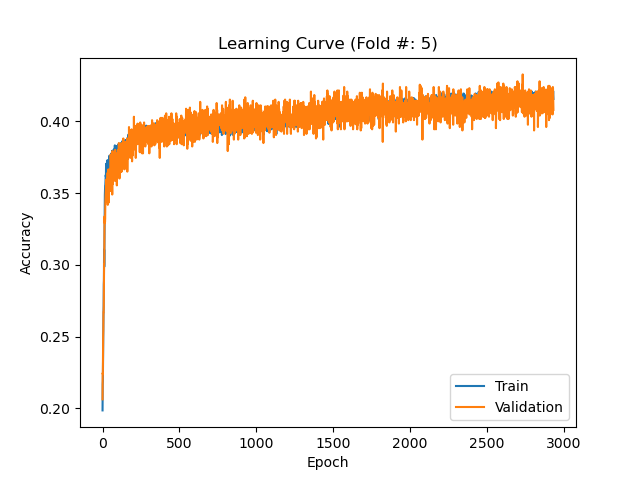 Learning Curve (Fold #: 5)
Accuracy
0.40
0.35
0.30
0.25
0.20
Train
Validation
0 500 1000 1500 2000 2500 3000
Epoch